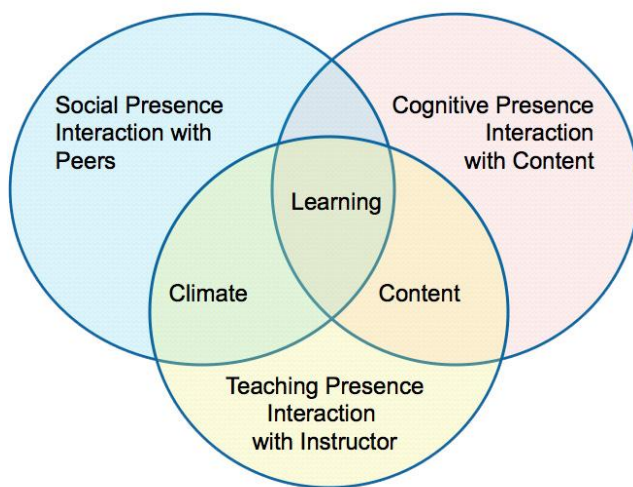 Social Presence
Interaction with
Peers
Cognitive Presence
Interaction
with Content
Learning
Climate
Content
Teaching Presence
Interaction
with Instructor